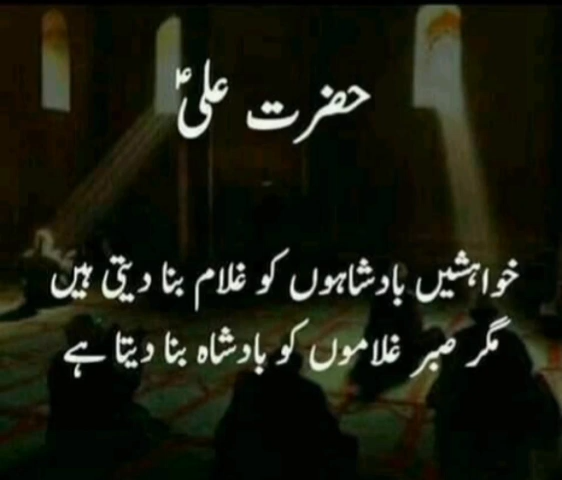 حضرت علیؑ
خواہشیں بادشاہوں کو غلام بنا دیتی ہیں
مگر صبر غلاموں کو بادشاہ بنا دیتا ہے